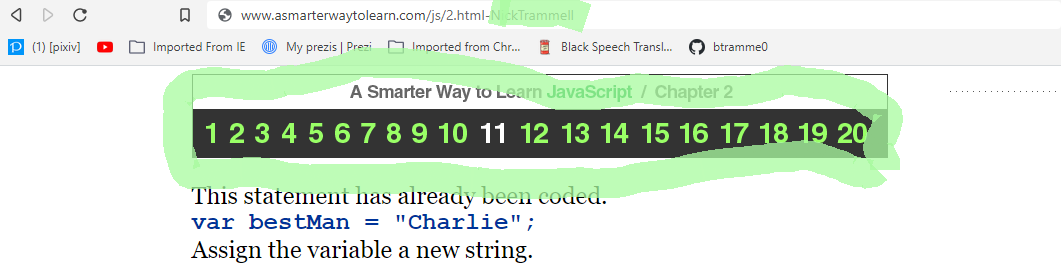 www.asmarterwaytolearn.com/js/2.html-NickTrammell
(1) [pixiv] Imported From IE My prezis | Prezi Imported from Chr... Black Speech Transl... btramme0
A Smarter Way to Learn JavaScript / Chapter 2
1 2 3 4 5 6 7 8 9 10 11 12 13 14 15 16 17 18 19 20
This statement has already been coded.
var bestMan = "Charlie";
Assign the variable a new string.